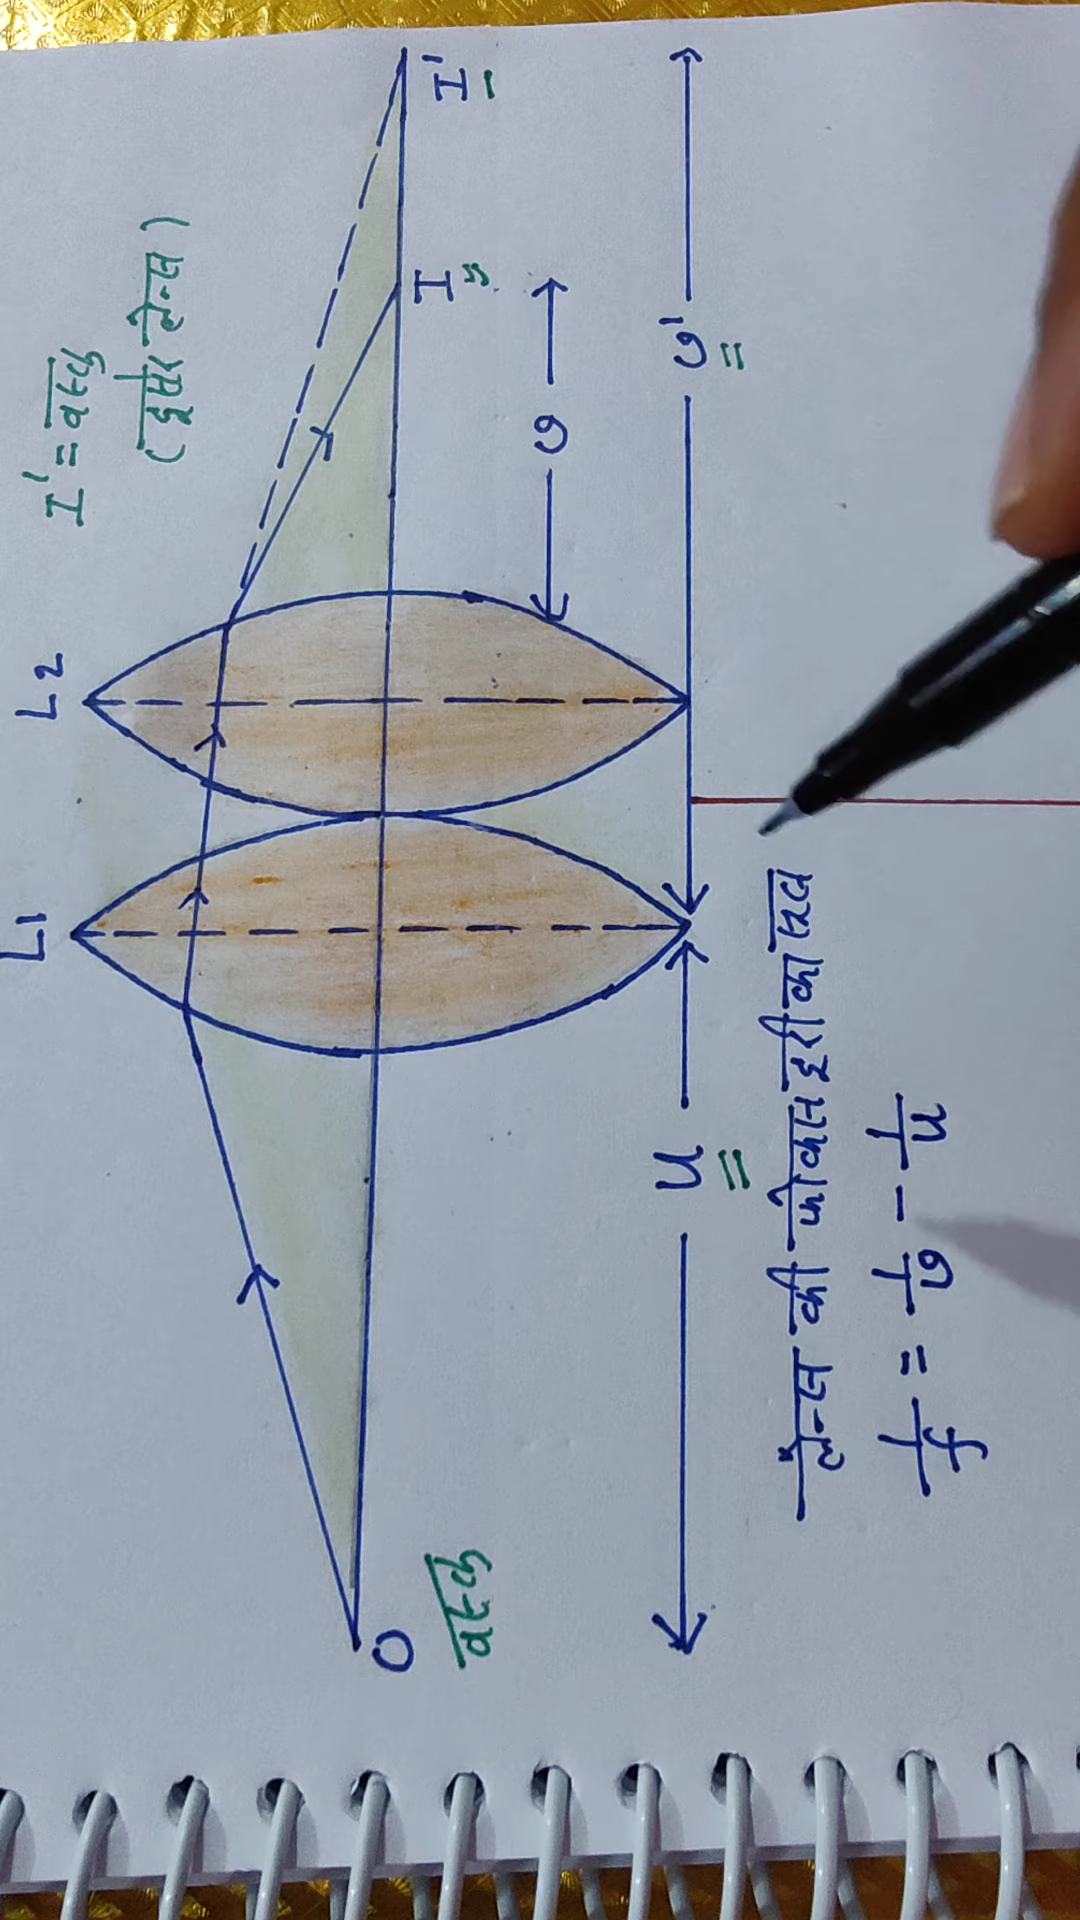 L1
L2
I' = वस्तु
(दूसरे लेन्स)
O
वस्तु
I
I'
u
v
v'
लेन्स की फोकस दूरी का सूत्र
1/f = 1/v - 1/u